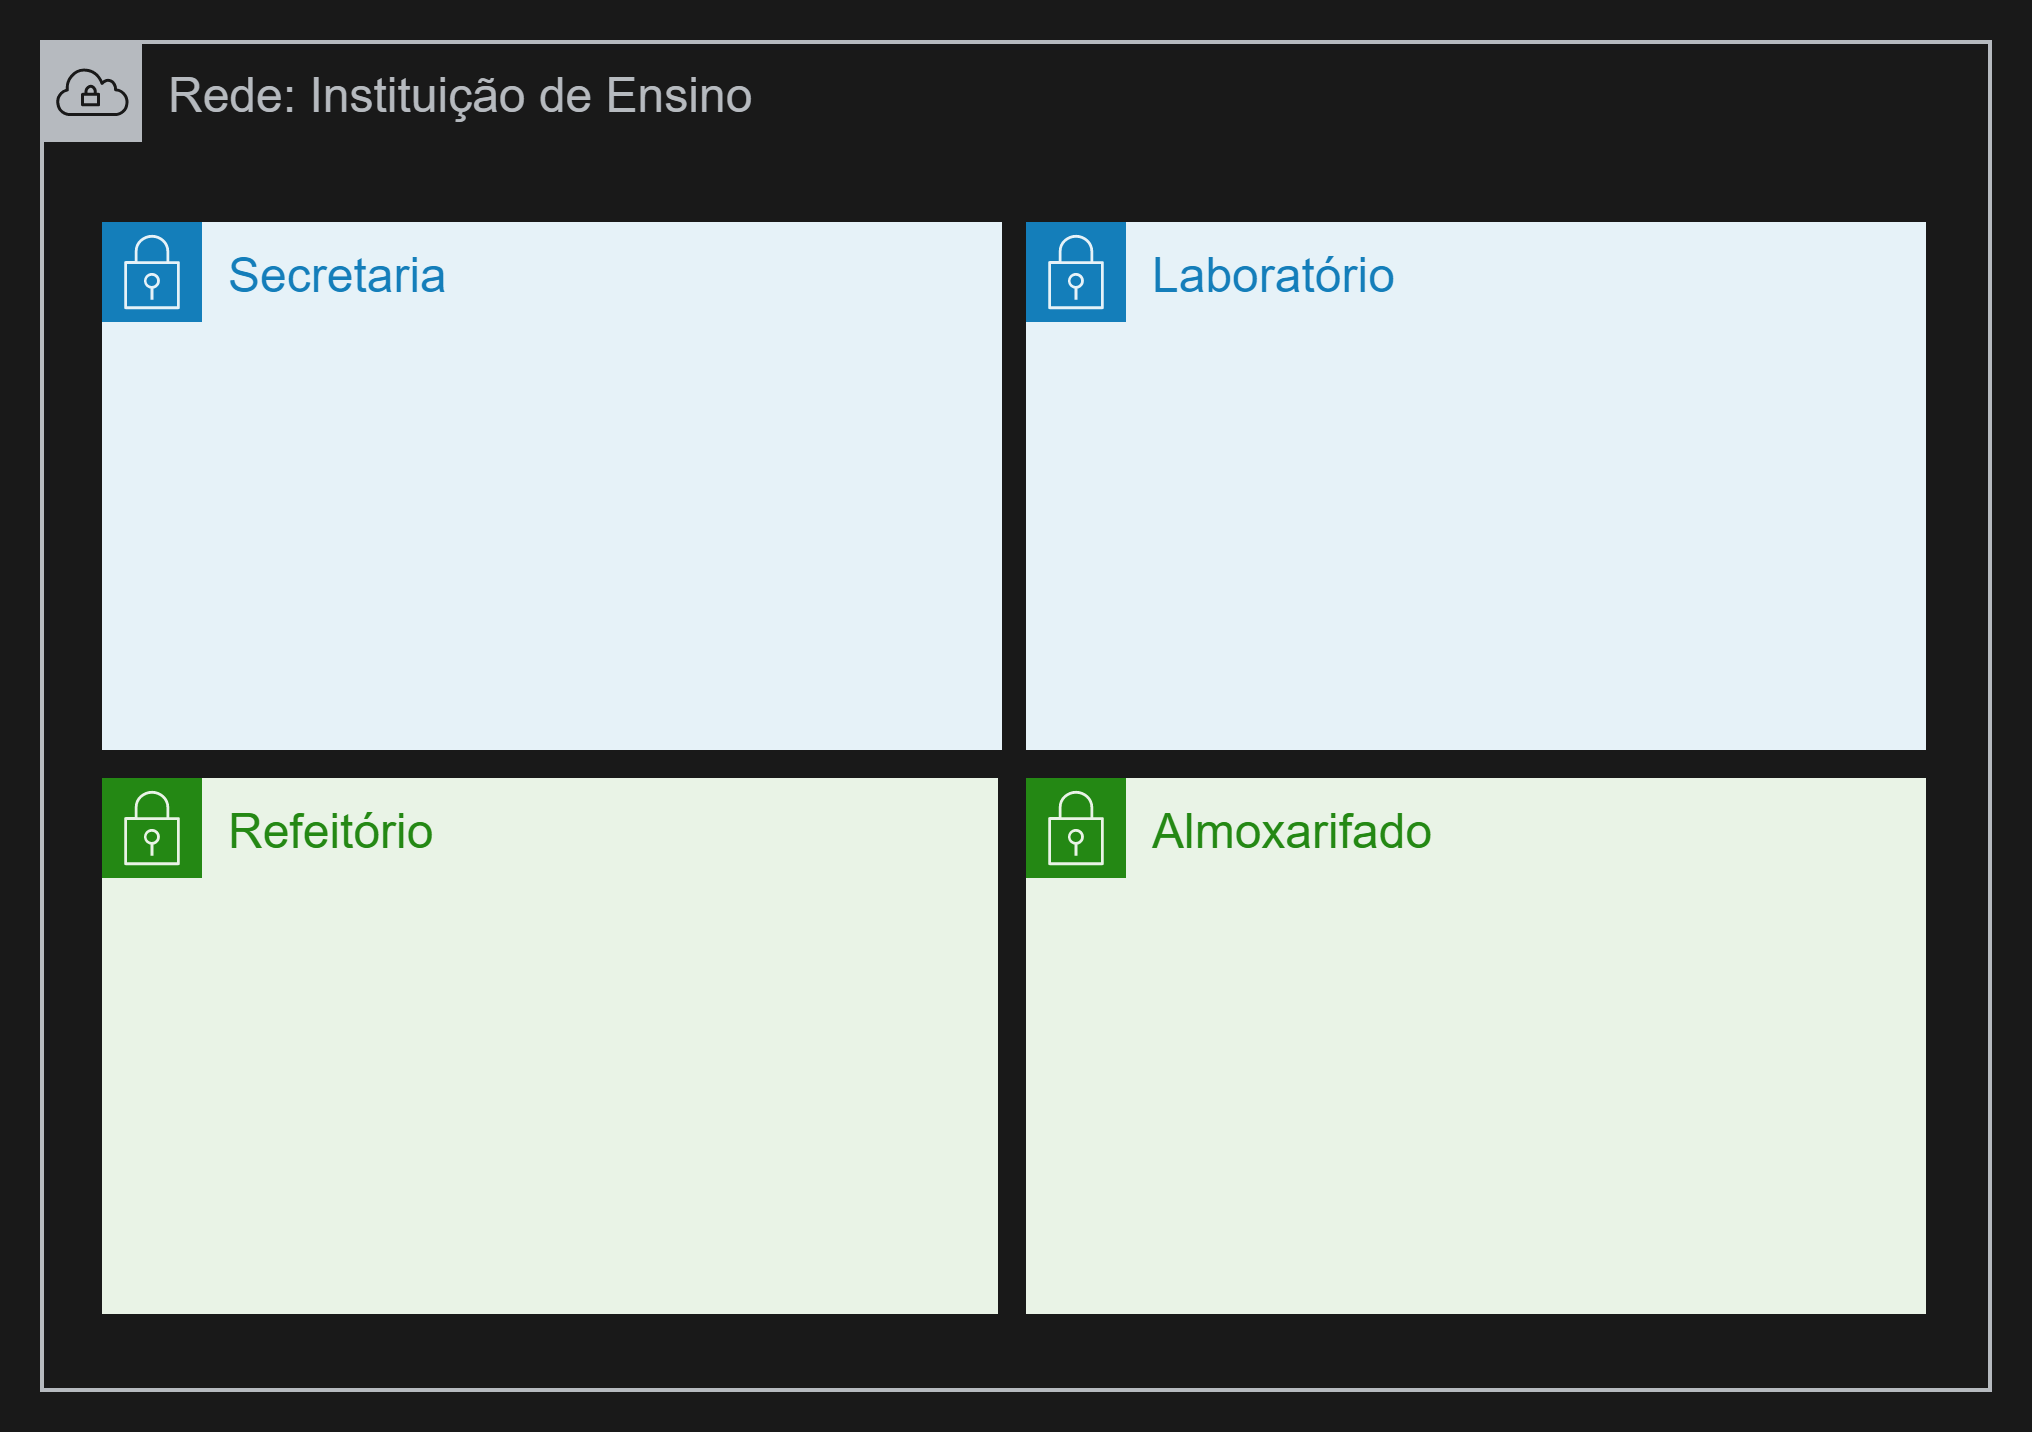 Rede: Instituição de Ensino
Secretaria
Laboratório
Refeitório
Almoxarifado